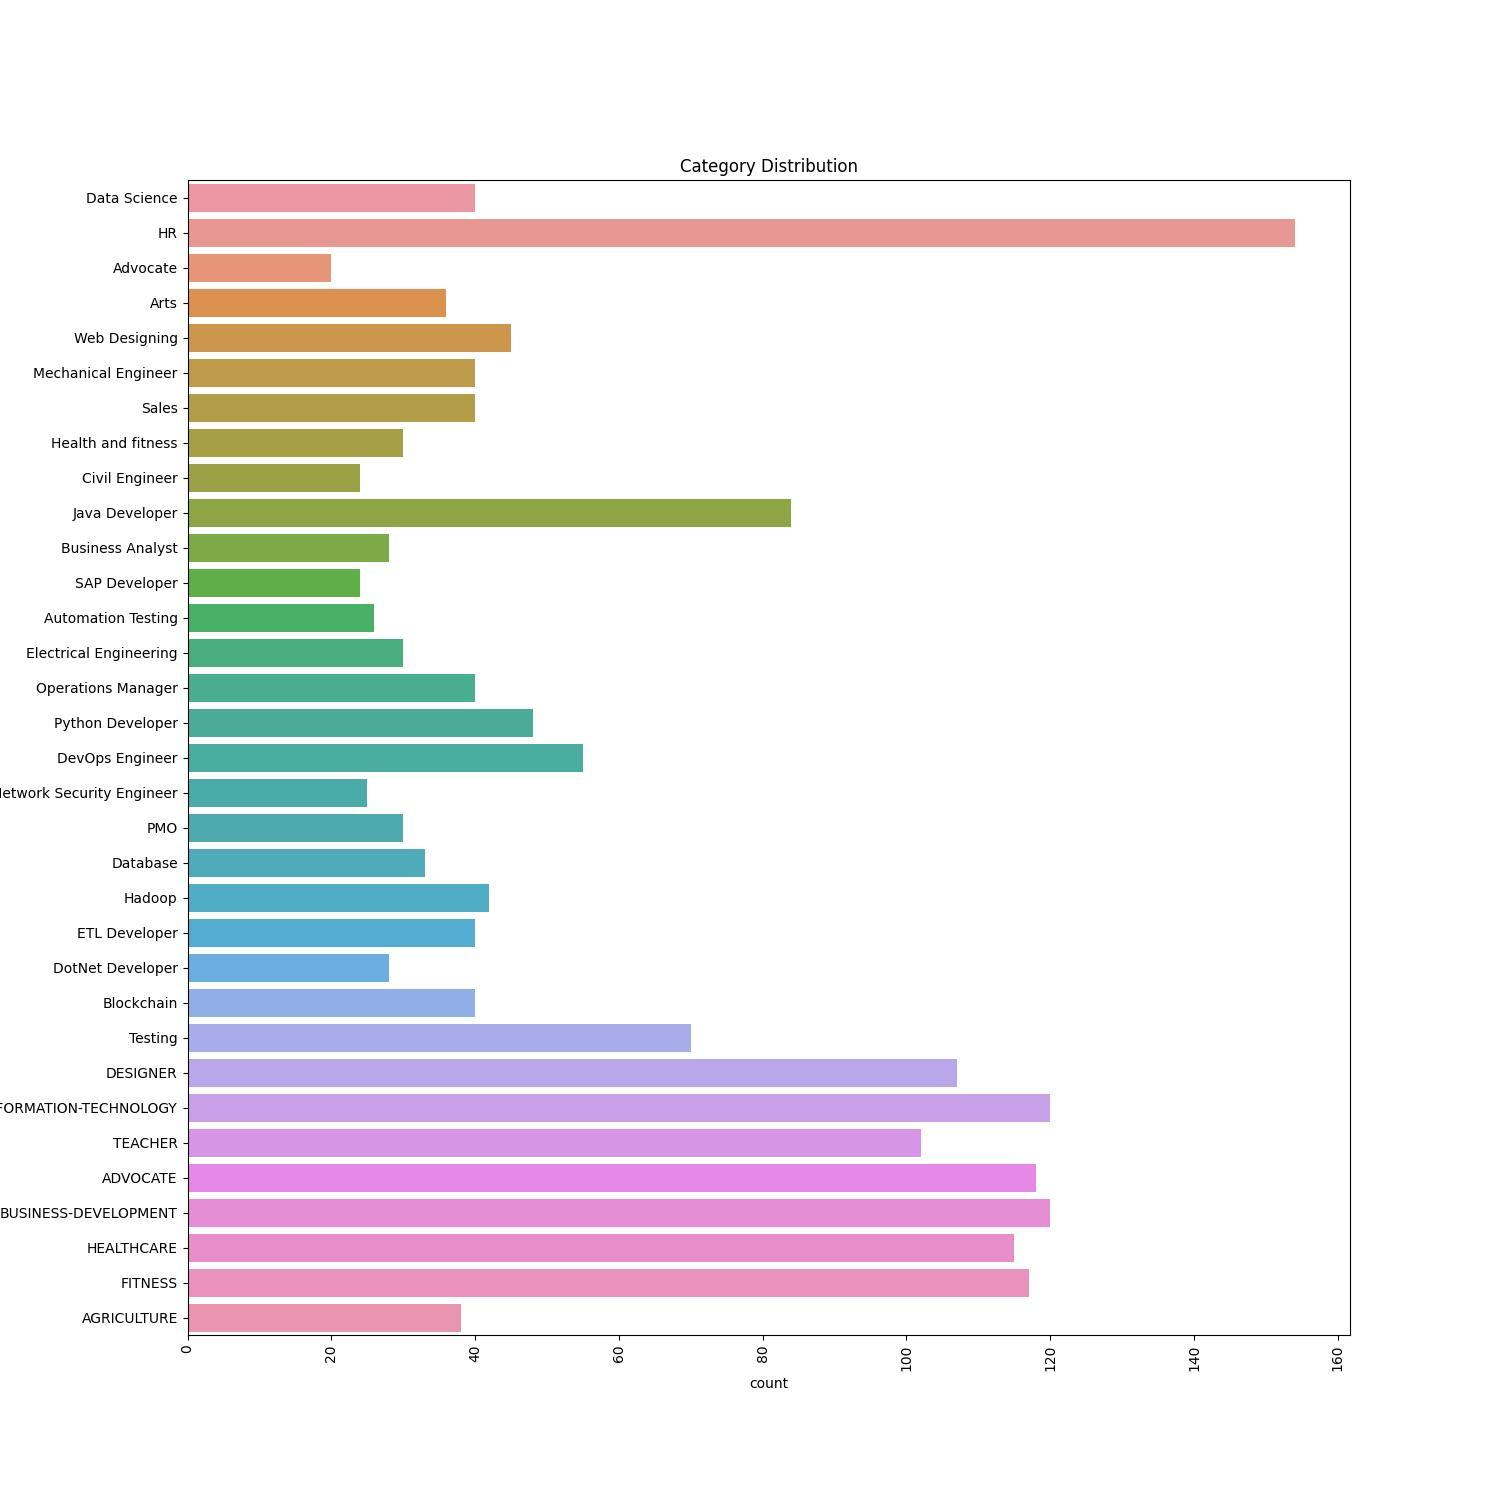 Category Distribution
Data Science
HR
Advocate
Arts
Web Designing
Mechanical Engineer
Sales
Health and fitness
Civil Engineer
Java Developer
Business Analyst
SAP Developer
Automation Testing
Electrical Engineering
Operations Manager
Python Developer
DevOps Engineer
etwork Security Engineer
PMO
Database
Hadoop
ETL Developer
DotNet Developer
Blockchain
Testing
DESIGNER
FORMATION-TECHNOLOGY
TEACHER
ADVOCATE
BUSINESS-DEVELOPMENT
HEALTHCARE
FITNESS
AGRICULTURE
0 20 40 60 80 100 120 140 160
count